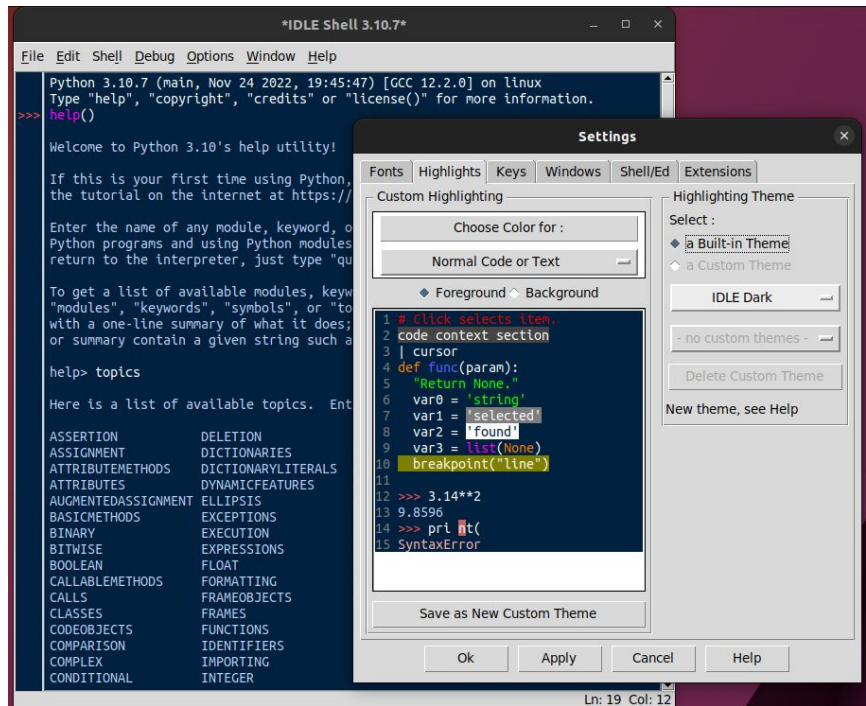 *IDLE Shell 3.10.7*
File Edit Shell Debug Options Window Help
Python 3.10.7 (main, Nov 24 2022, 19:45:47) [GCC 12.2.0] on linux
Type "help", "copyright", "credits" or "license()" for more information.
>>> help()
Welcome to Python 3.10's help utility!
If this is your first time using Python,
the tutorial on the internet at https://
Enter the name of any module, keyword, o
Python programs and using Python modules
return to the interpreter, just type "qu
To get a list of available modules, keyw
"modules", "keywords", "symbols", or "to
with a one-line summary of what it does;
or summary contain a given string such a
help> topics
Here is a list of available topics. Ent
ASSERTION DELETION
ASSIGNMENT DICTIONARIES
ATTRIBUTEMETHODS DICTIONARYLITERALS
ATTRIBUTES DYNAMICFEATURES
AUGMENTEDASSIGNMENT ELLIPSIS
BASICMETHODS EXCEPTIONS
BINARY EXECUTION
BITWISE EXPRESSIONS
BOOLEAN FLOAT
CALLABLEMETHODS FORMATTING
CALLS FRAMEOBJECTS
CLASSES FRAMES
CODEOBJECTS FUNCTIONS
COMPARISON IDENTIFIERS
COMPLEX IMPORTING
CONDITIONAL INTEGER
Ln: 19 Col: 12
Settings
Fonts Highlights Keys Windows Shell/Ed Extensions
Custom Highlighting
Choose Color for :
Normal Code or Text
Foreground Background
1 # Click selects item.
2 code context section
3 | cursor
4 def func(param):
5 "Return None."
6 var0 = 'string'
7 var1 = 'selected'
8 var2 = 'found'
9 var3 = list(None)
10 breakpoint("line")
11
12 >>> 3.14**2
13 9.8596
14 >>> pri nt(
15 SyntaxError
Save as New Custom Theme
Highlighting Theme
Select :
a Built-in Theme
a Custom Theme
IDLE Dark
- no custom themes -
Delete Custom Theme
New theme, see Help
Ok Apply Cancel Help